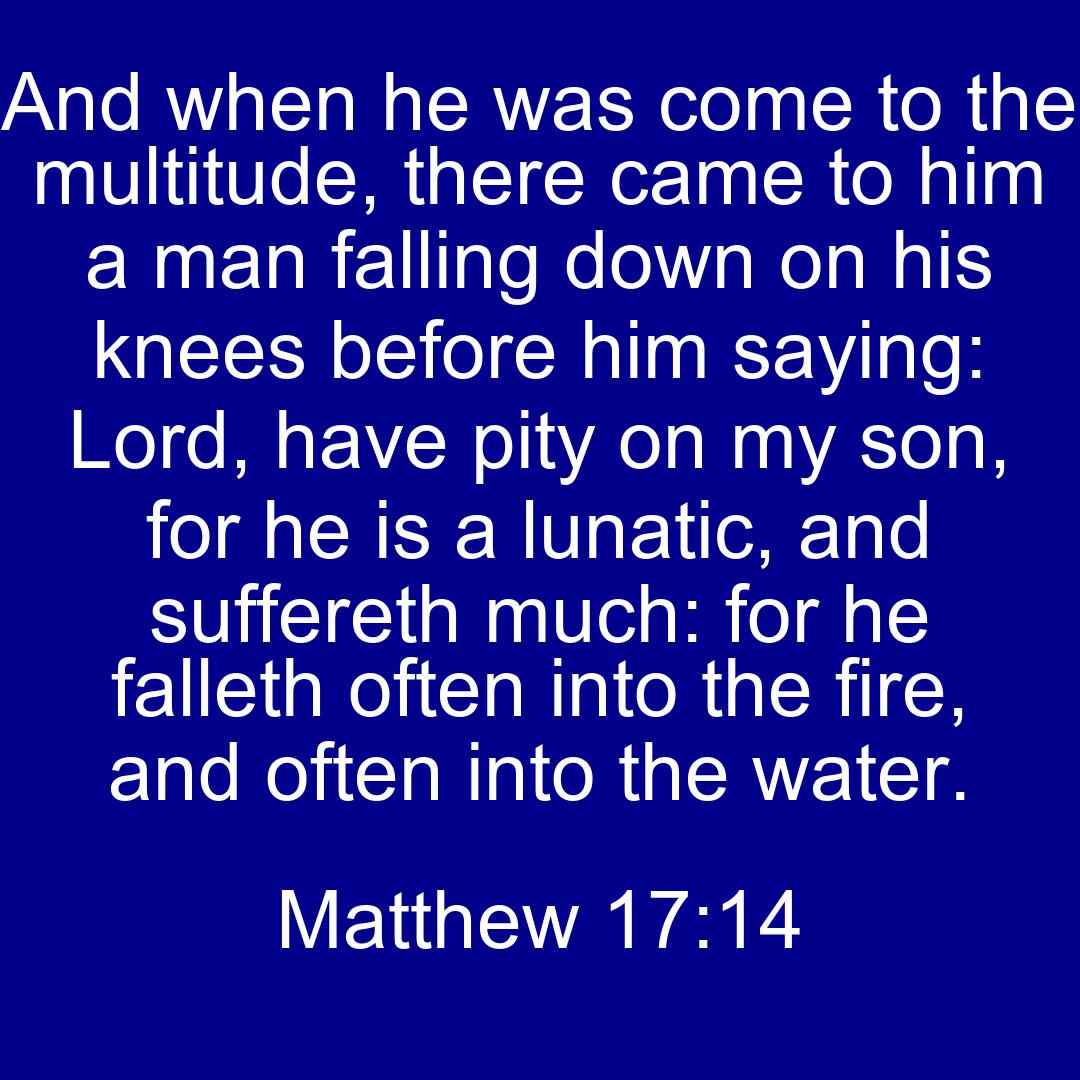 And when he was come to the
multitude, there came to him
a man falling down on his
knees before him saying:
Lord, have pity on my son,
for he is a lunatic, and
suffereth much: for he
falleth often into the fire,
and often into the water.
Matthew 17:14